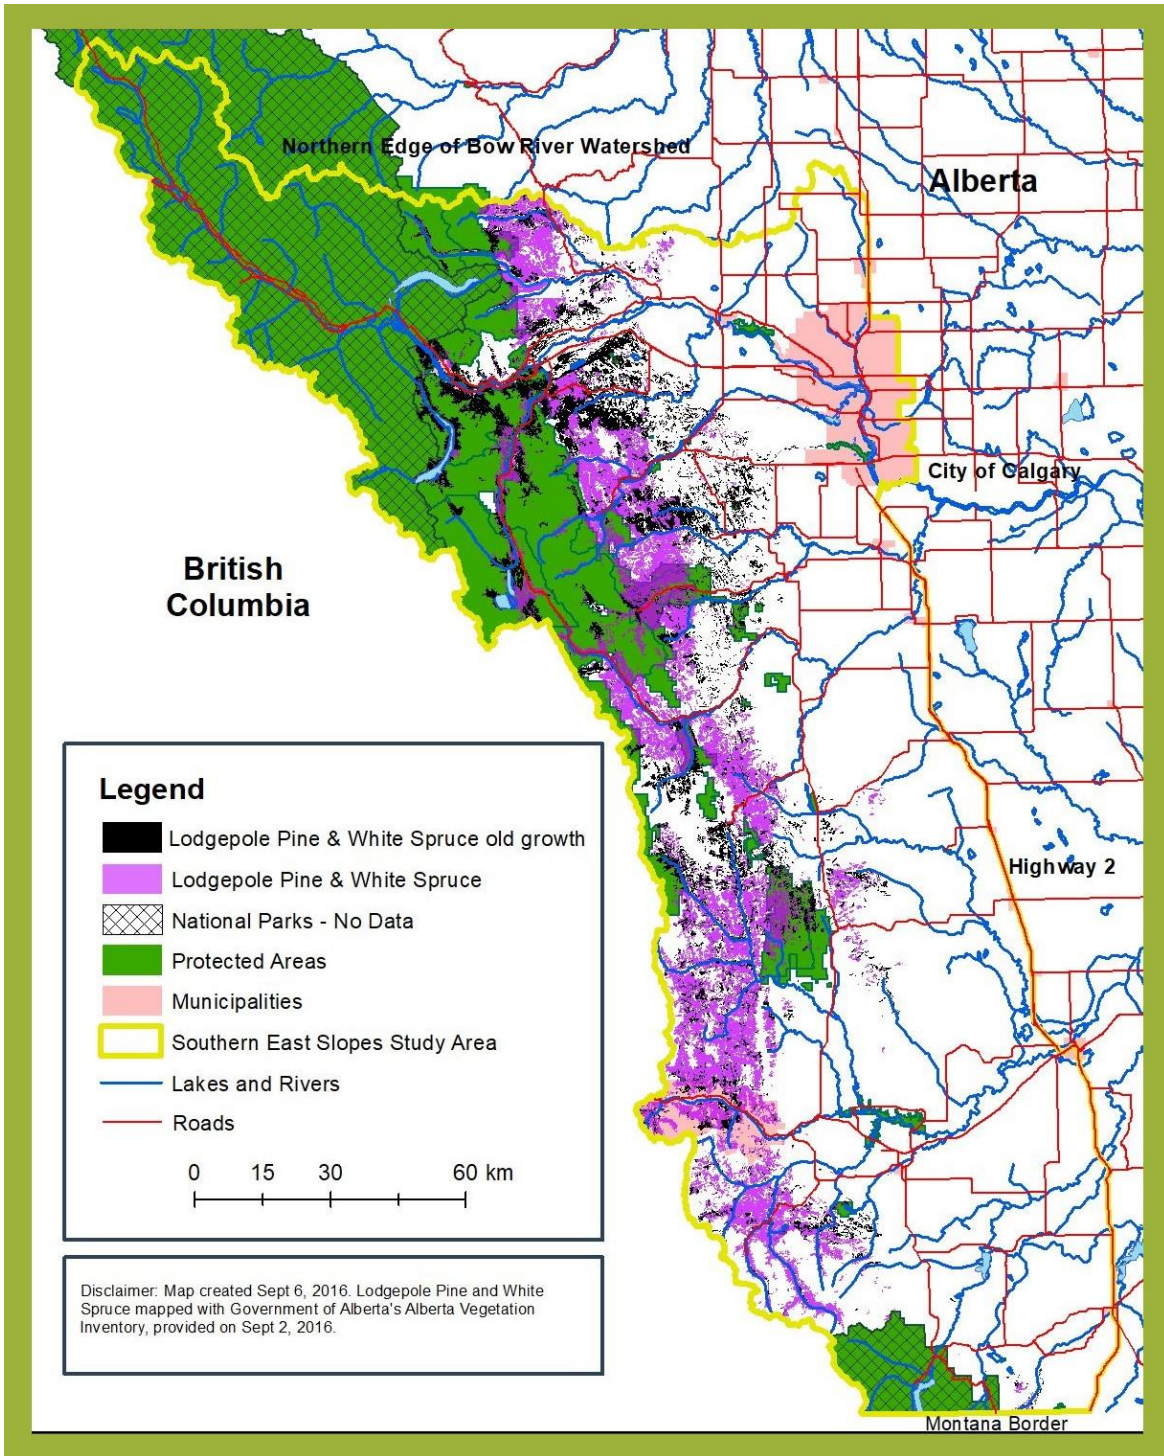 Northern Edge of Bow River Watershed
Alberta
City of Calgary
British
Columbia
Highway 2
Legend
Lodgepole Pine & White Spruce old growth
Lodgepole Pine & White Spruce
National Parks - No Data
Protected Areas
Municipalities
Southern East Slopes Study Area
Lakes and Rivers
Roads
0 15 30 60 km
Disclaimer: Map created Sept 6, 2016. Lodgepole Pine and White
Spruce mapped with Government of Alberta's Alberta Vegetation
Inventory, provided on Sept 2, 2016.
Montana Border